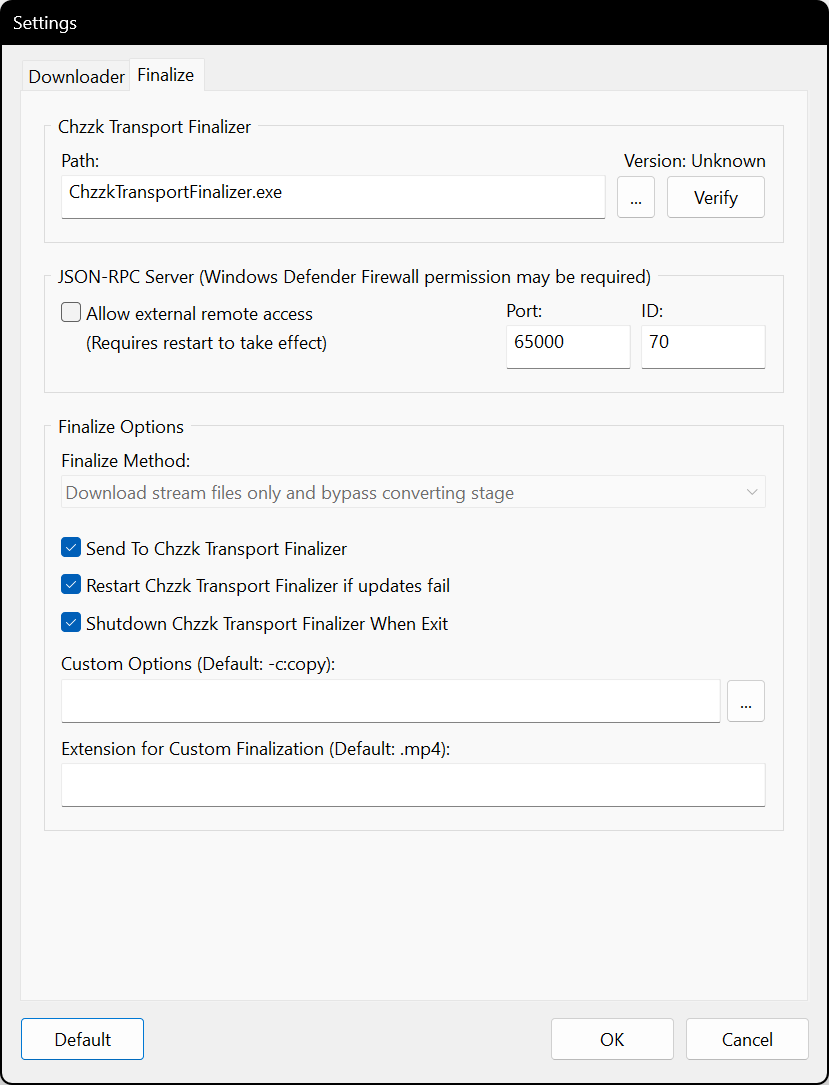 Settings
Downloader
Finalize
Chzzk Transport Finalizer
Path:
Version: Unknown
ChzzkTransportFinalizer.exe
...
Verify
JSON-RPC Server (Windows Defender Firewall permission may be required)
Allow external remote access
(Requires restart to take effect)
Port:
ID:
65000
70
Finalize Options
Finalize Method:
Download stream files only and bypass converting stage
Send To Chzzk Transport Finalizer
Restart Chzzk Transport Finalizer if updates fail
Shutdown Chzzk Transport Finalizer When Exit
Custom Options (Default: -c:copy):
...
Extension for Custom Finalization (Default: .mp4):
Default
OK
Cancel